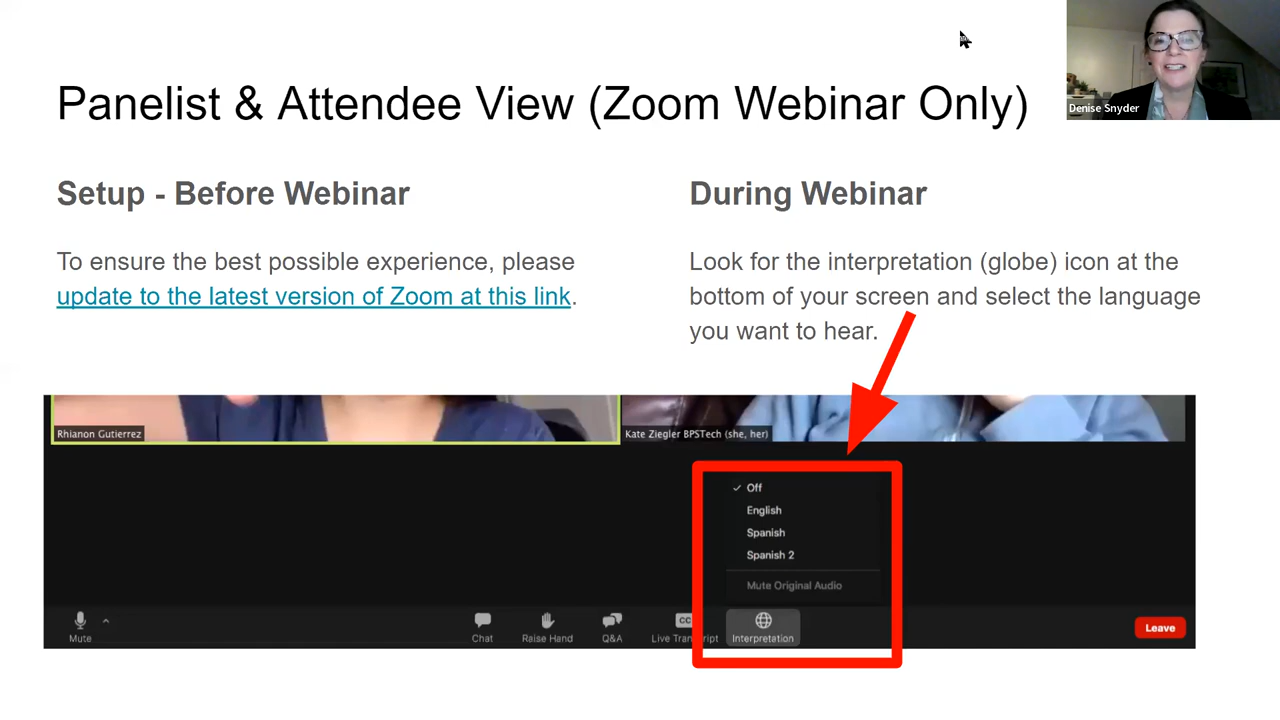 Denise Snyder
Panelist & Attendee View (Zoom Webinar Only)
Setup - Before Webinar
To ensure the best possible experience, please
update to the latest version of Zoom at this link.
During Webinar
Look for the interpretation (globe) icon at the
bottom of your screen and select the language
you want to hear.
Rhianon Gutierrez
Kate Ziegler BPSTech (she, her)
Off
English
Spanish
Spanish 2
Mute Original Audio
Mute
Chat
Raise Hand
Q&A
CC
Live Transcript
Interpretation
Leave